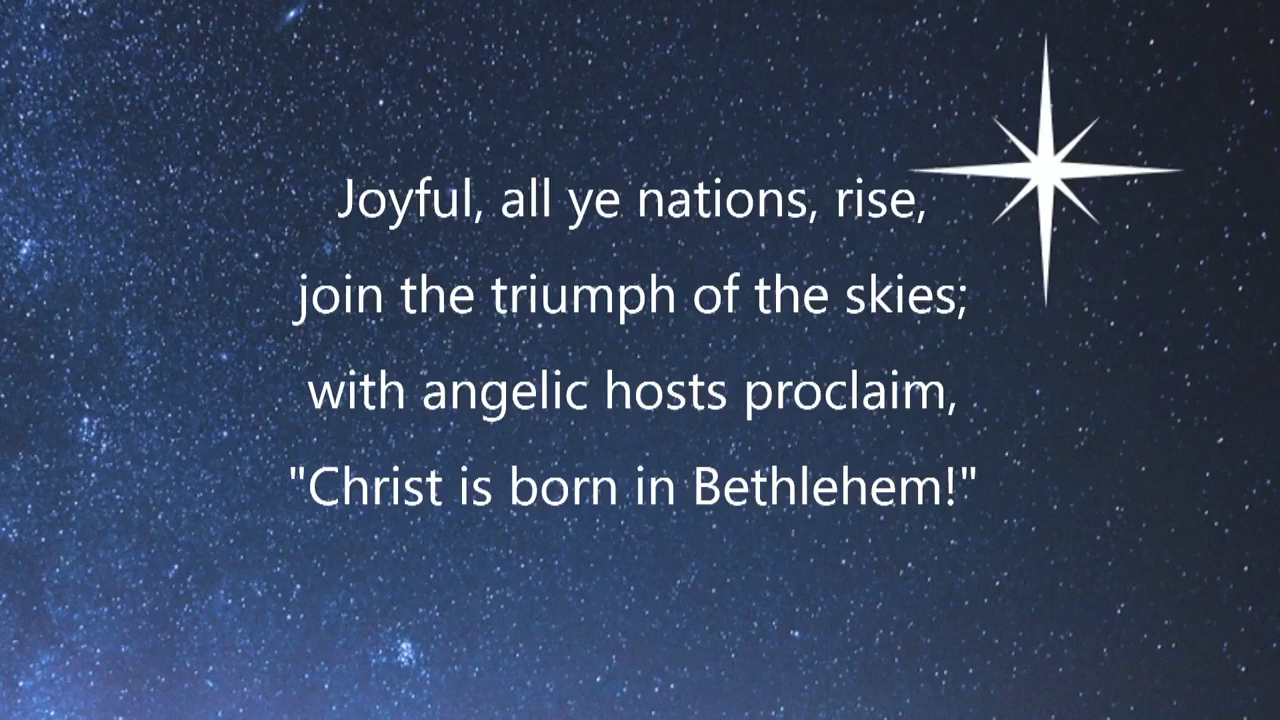 Joyful, all ye nations, rise,
join the triumph of the skies;
with angelic hosts proclaim,
"Christ is born in Bethlehem!"